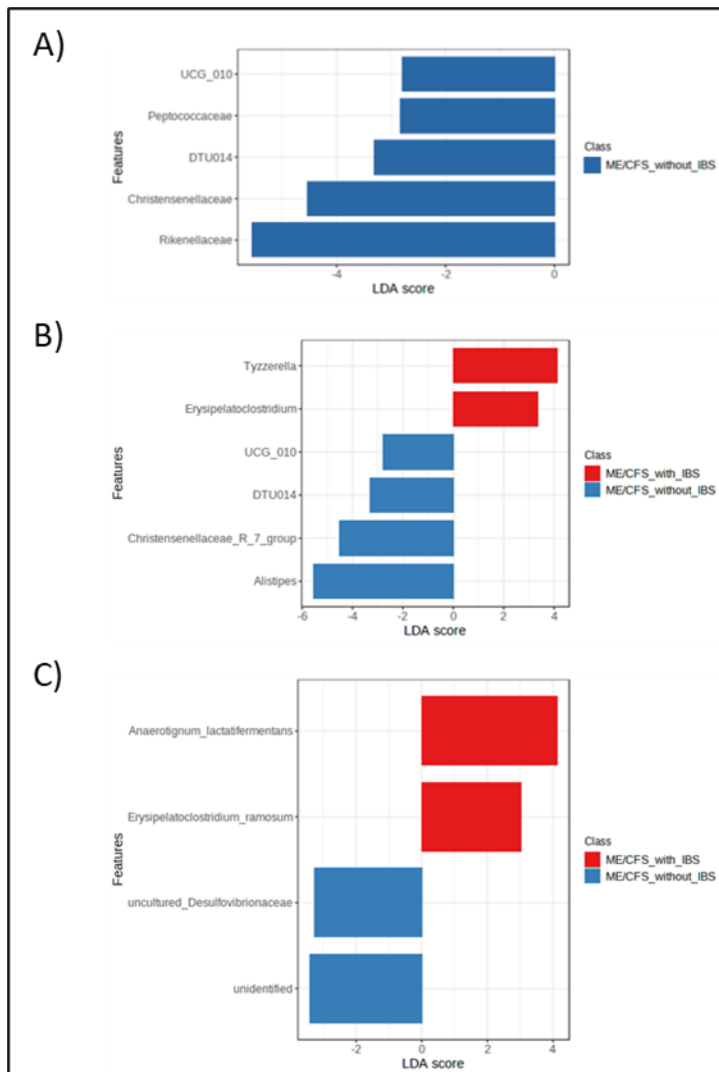 A)
UCG_010
Peptococcaceae
DTU014
Christensenellaceae
Rikenellaceae
Features
-4 -2 0
LDA score
Class
ME/CFS_without_IBS
B)
Tyzzerella
Erysipelatoclostridium
UCG_010
DTU014
Christensenellaceae_R_7_group
Alistipes
Features
-6 -4 -2 0 2 4
LDA score
Class
ME/CFS_with_IBS
ME/CFS_without_IBS
C)
Anaerotignum_lactatifermentans
Erysipelatoclostridium_ramosum
uncultured_Desulfovibrionaceae
unidentified
Features
-2 0 2 4
LDA score
Class
ME/CFS_with_IBS
ME/CFS_without_IBS